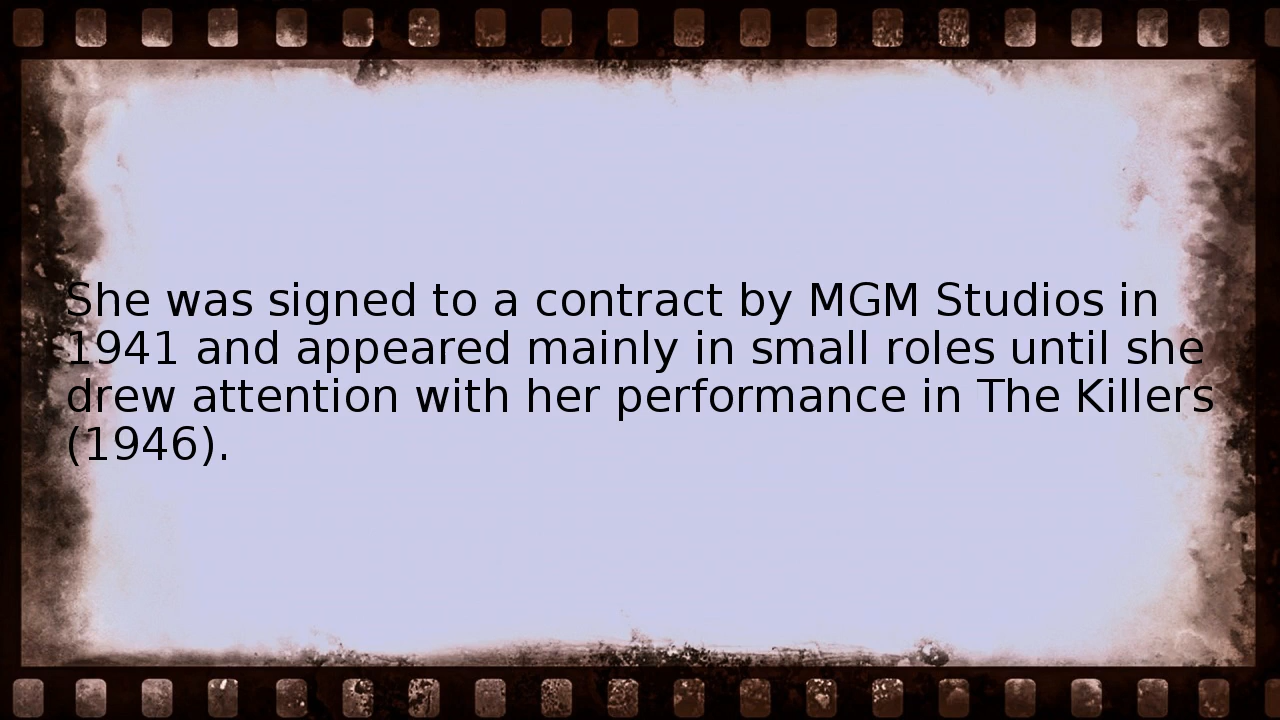 She was signed to a contract by MGM Studios in
1941 and appeared mainly in small roles until she
drew attention with her performance in The Killers
(1946).